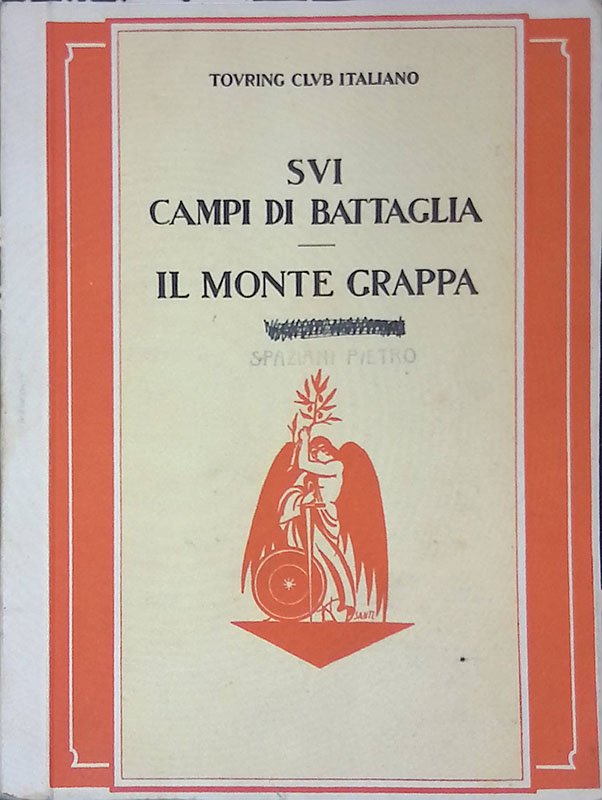 TOVRING CLVB ITALIANO
SVI
CAMPI DI BATTAGLIA
IL MONTE GRAPPA
SPAZIANI PIETRO
SANTI